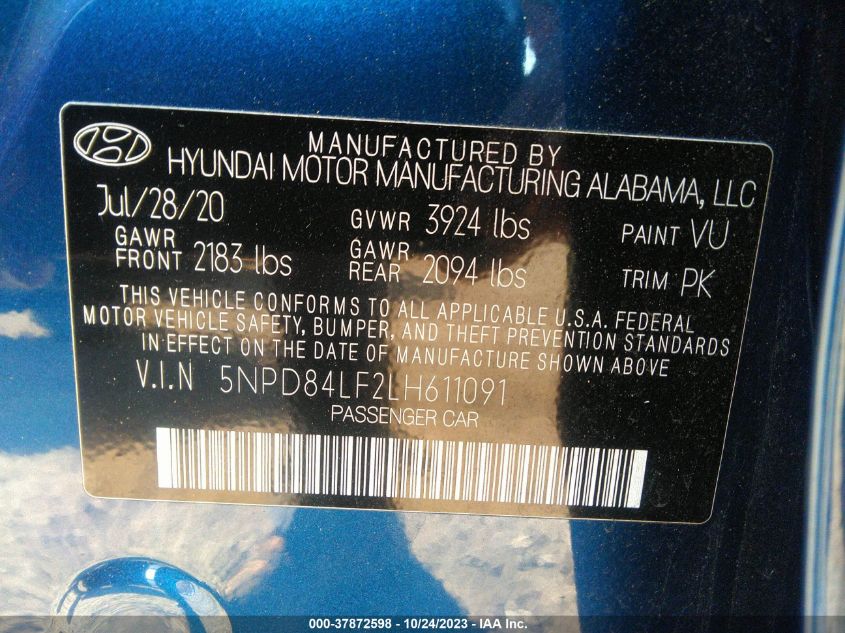 MANUFACTURED BY
HYUNDAI MOTOR MANUFACTURING ALABAMA, LLC
Jul/28/20 GVWR 3924 lbs PAINT VU
GAWR FRONT 2183 lbs GAWR REAR 2094 lbs TRIM PK
THIS VEHICLE CONFORMS TO ALL APPLICABLE U.S.A. FEDERAL
MOTOR VEHICLE SAFETY, BUMPER, AND THEFT PREVENTION STANDARDS
IN EFFECT ON THE DATE OF MANUFACTURE SHOWN ABOVE
V.I.N 5NPD84LF2LH611091
PASSENGER CAR
000-37872598 - 10/24/2023 - IAA Inc.